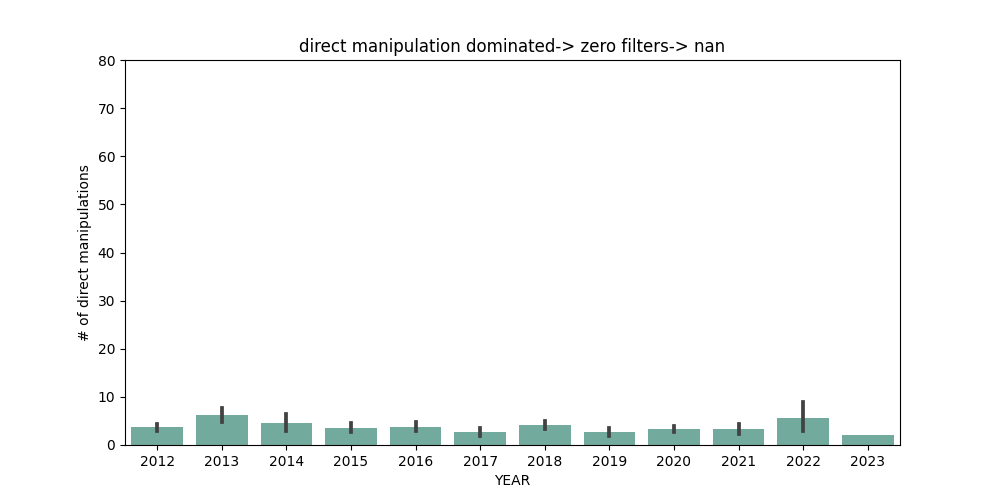 direct manipulation dominated-> zero filters-> nan
80
70
60
50
40
30
20
10
0
# of direct manipulations
2012 2013 2014 2015 2016 2017 2018 2019 2020 2021 2022 2023
YEAR